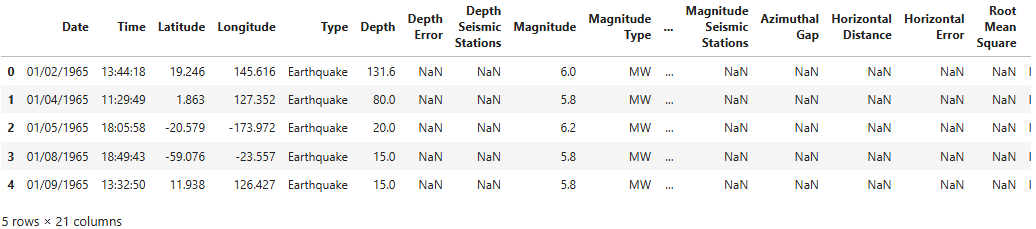 Date Time Latitude Longitude Type Depth Depth Error Depth Seismic Stations Magnitude Magnitude Type ... Magnitude Seismic Stations Azimuthal Gap Horizontal Distance Horizontal Error Root Mean Square
0 01/02/1965 13:44:18 19.246 145.616 Earthquake 131.6 NaN NaN 6.0 MW ... NaN NaN NaN NaN NaN
1 01/04/1965 11:29:49 1.863 127.352 Earthquake 80.0 NaN NaN 5.8 MW ... NaN NaN NaN NaN NaN
2 01/05/1965 18:05:58 -20.579 -173.972 Earthquake 20.0 NaN NaN 6.2 MW ... NaN NaN NaN NaN NaN
3 01/08/1965 18:49:43 -59.076 -23.557 Earthquake 15.0 NaN NaN 5.8 MW ... NaN NaN NaN NaN NaN
4 01/09/1965 13:32:50 11.938 126.427 Earthquake 15.0 NaN NaN 5.8 MW ... NaN NaN NaN NaN NaN
5 rows × 21 columns